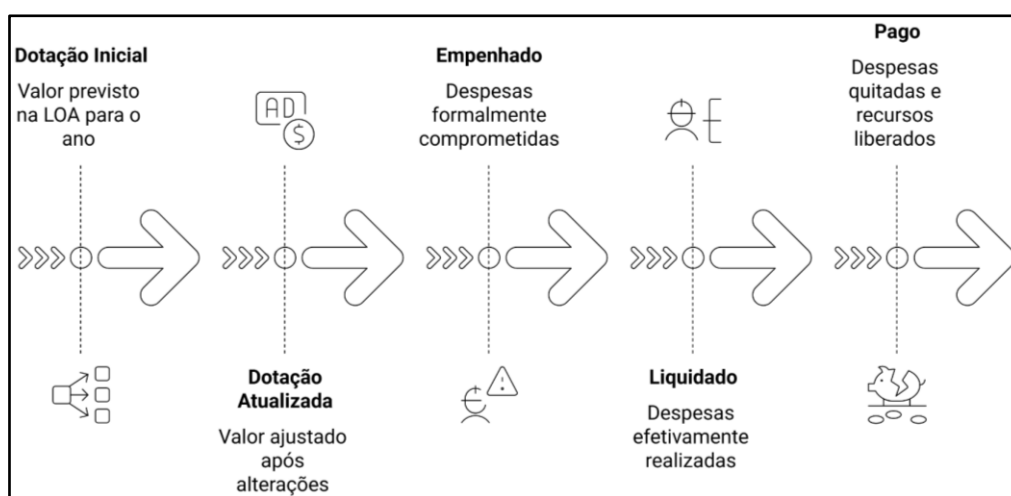 Dotação Inicial
Valor previsto
na LOA para o
ano
AD
$
Dotação
Atualizada
Valor ajustado
após
alterações
Empenhado
Despesas
formalmente
comprometidas
Liquidado
Despesas
efetivamente
realizadas
Pago
Despesas
quitadas e
recursos
liberados